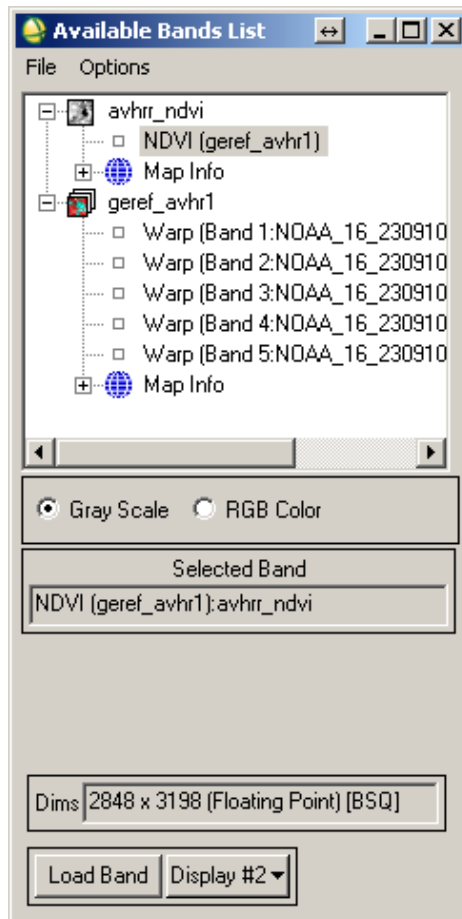 Available Bands List
File Options
avhrr_ndvi
NDVI (geref_avhr1)
Map Info
geref_avhr1
Warp (Band 1:NOAA_16_230910
Warp (Band 2:NOAA_16_230910
Warp (Band 3:NOAA_16_230910
Warp (Band 4:NOAA_16_230910
Warp (Band 5:NOAA_16_230910
Map Info
Gray Scale RGB Color
Selected Band
NDVI (geref_avhr1):avhrr_ndvi
Dims 2848 x 3198 (Floating Point) [BSQ]
Load Band Display #2